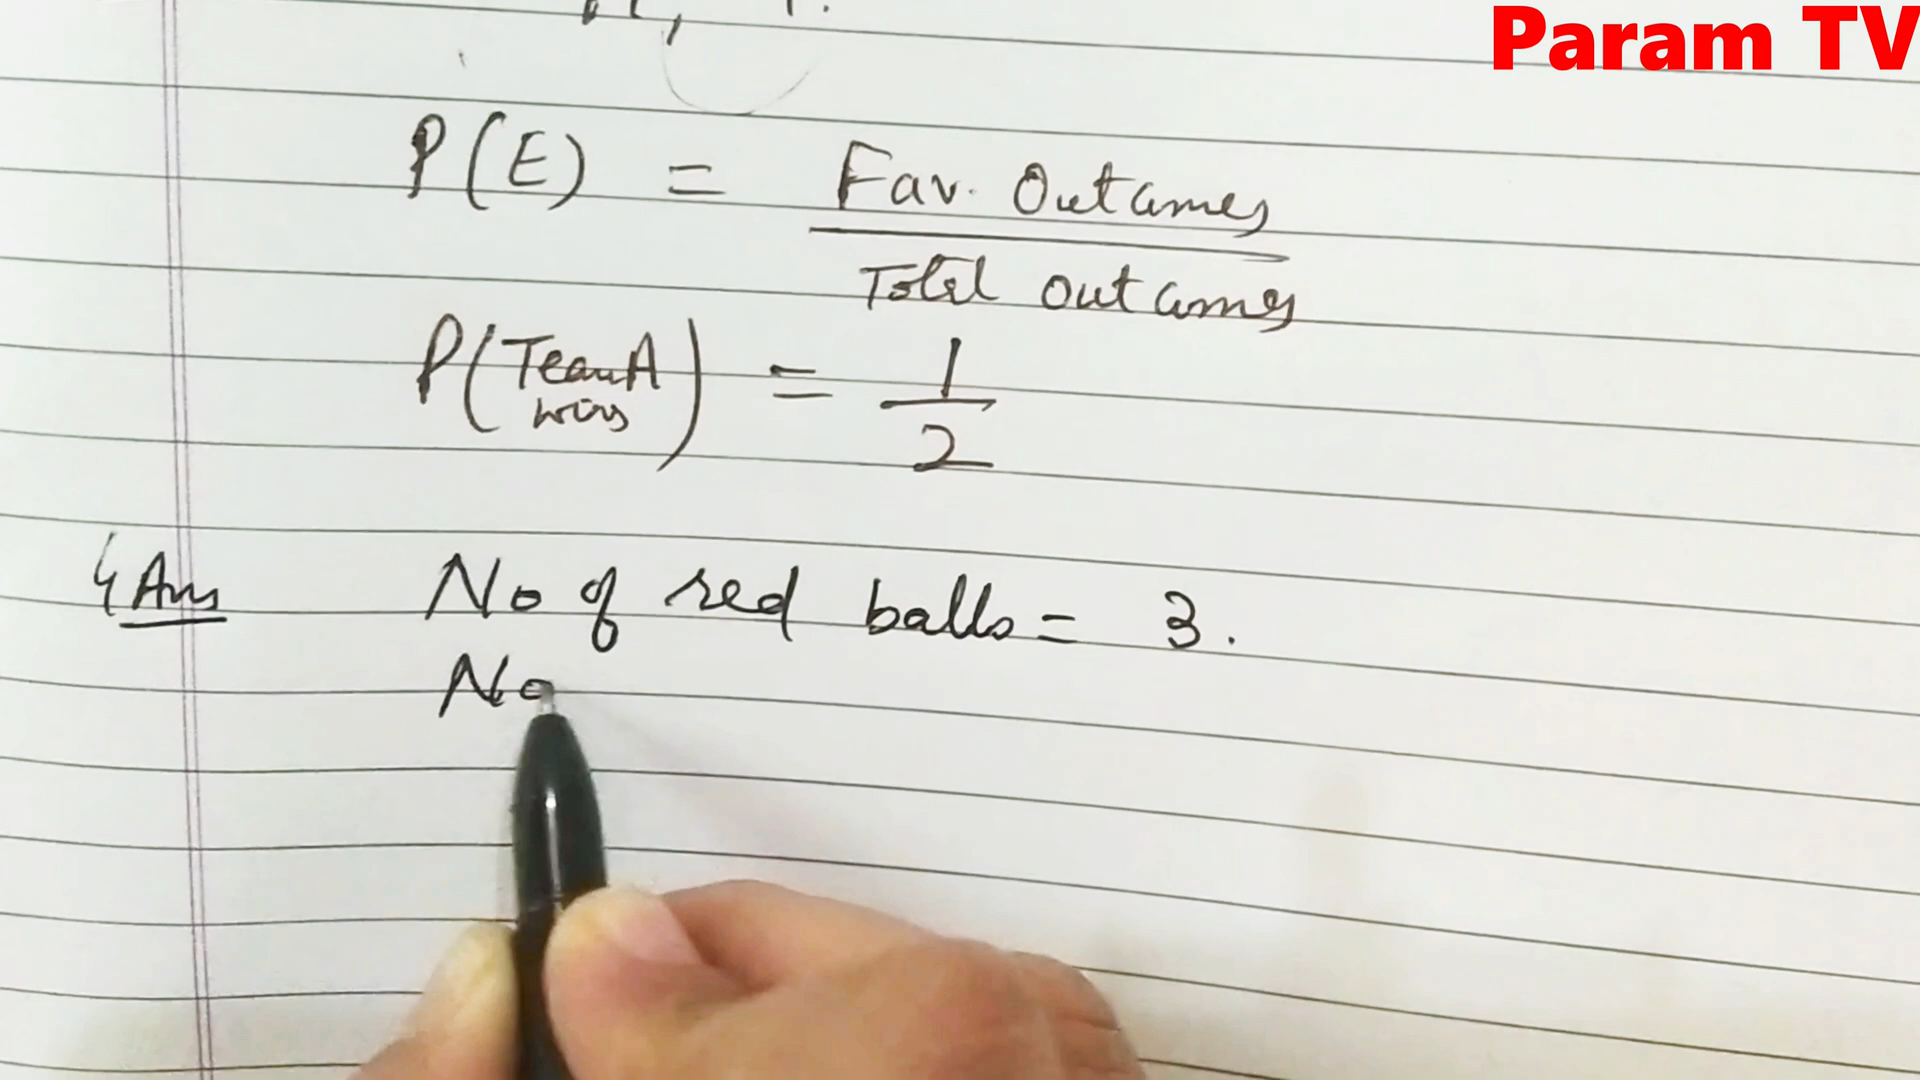 Param TV
P(E) = Fav. Outcomes
Total outcomes
P(Team A wins) = 1/2
4 Ans No of red balls = 3.
No